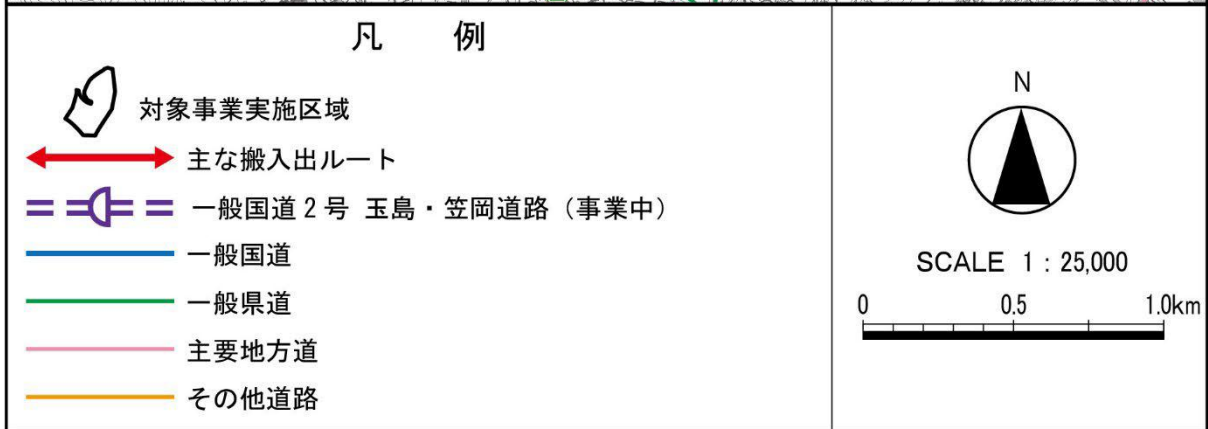 凡 例
対象事業実施区域
主な搬入出ルート
一般国道2号 玉島・笠岡道路（事業中）
一般国道
一般県道
主要地方道
その他道路
N
SCALE 1 : 25,000
0 0.5 1.0km